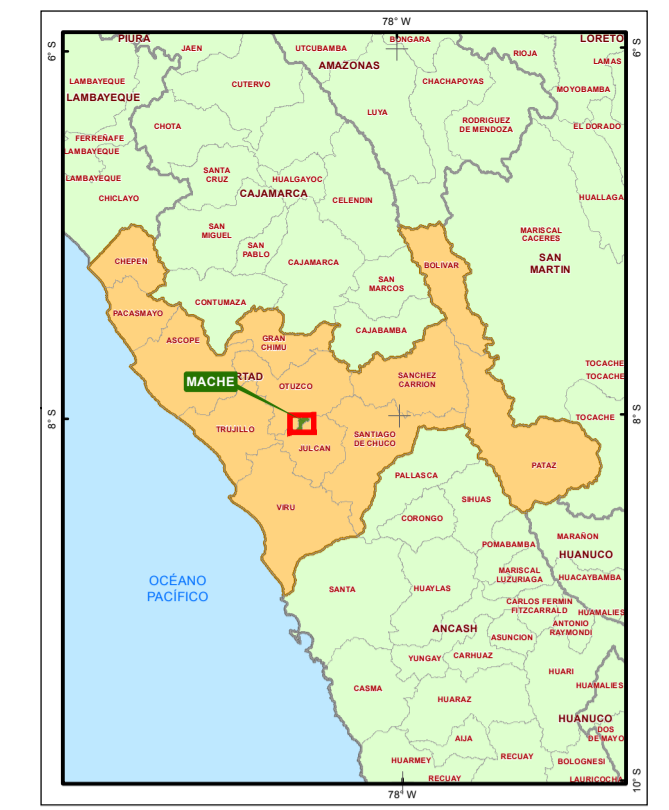 78° W
6° S
6° S
PIURA
JAEN
UTCUBAMBA
BONGARA
LORETO
RIOJA
LAMAS
AMAZONAS
LAMBAYEQUE
CUTERVO
CHACHAPOYAS
MOYOBAMBA
LAMBAYEQUE
LUYA
CHOTA
RODRIGUEZ
DE MENDOZA
EL DORADO
FERREÑAFE
LAMBAYEQUE
SANTA
CRUZ
HUALGAYOC
LAMBAYEQUE
CAJAMARCA
CHICLAYO
CELENDIN
HUALLAGA
SAN
MIGUEL
SAN
PABLO
MARISCAL
CACERES
CHEPEN
CAJAMARCA
BOLIVAR
SAN
MARTIN
SAN
MARCOS
CONTUMAZA
PACASMAYO
CAJABAMBA
ASCOPE
GRAN
CHIMU
TOCACHE
TOCACHE
MACHE
RTAD
OTUZCO
SANCHEZ
CARRION
8° S
8° S
TOCACHE
TRUJILLO
SANTIAGO
DE CHUCO
JULCAN
PATAZ
PALLASCA
SIHUAS
VIRU
CORONGO
MARAÑON
POMABAMBA
HUANUCO
OCÉANO
PACÍFICO
SANTA
HUAYLAS
MARISCAL
LUZURIAGA
HUACAYBAMBA
CARLOS FERMIN
FITZCARRALD
HUAMALIES
ANCASH
ANTONIO
RAYMONDI
ASUNCION
YUNGAY
CARHUAZ
HUARI
CASMA
HUAMALIES
HUARAZ
HUANUCO
DOS
DE MAYO
AIJA
HUARMEY
RECUAY
BOLOGNESI
RECUAY
LAURICOCHA
10° S
78° W